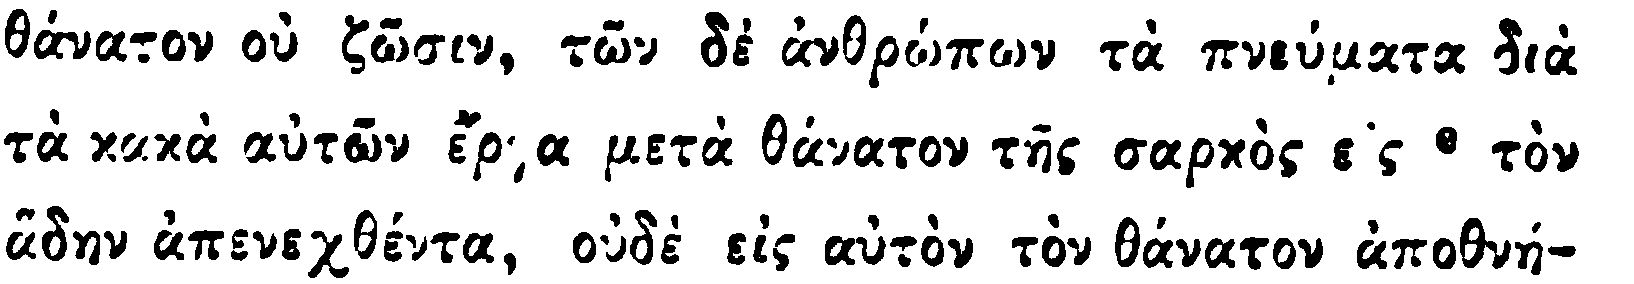 θάνατον οὐ ζῶσιν, τῶν δὲ ἀνθρώπων τὰ πνεύματα διὰ
τὰ κακὰ αὐτῶν ἔργα μετὰ θάνατον τῆς σαρκὸς εἰς ᵉ τὸν
ᾅδην ἀπενεχθέντα, οὐδὲ εἰς αὐτὸν τὸν θάνατον ἀποθνή-